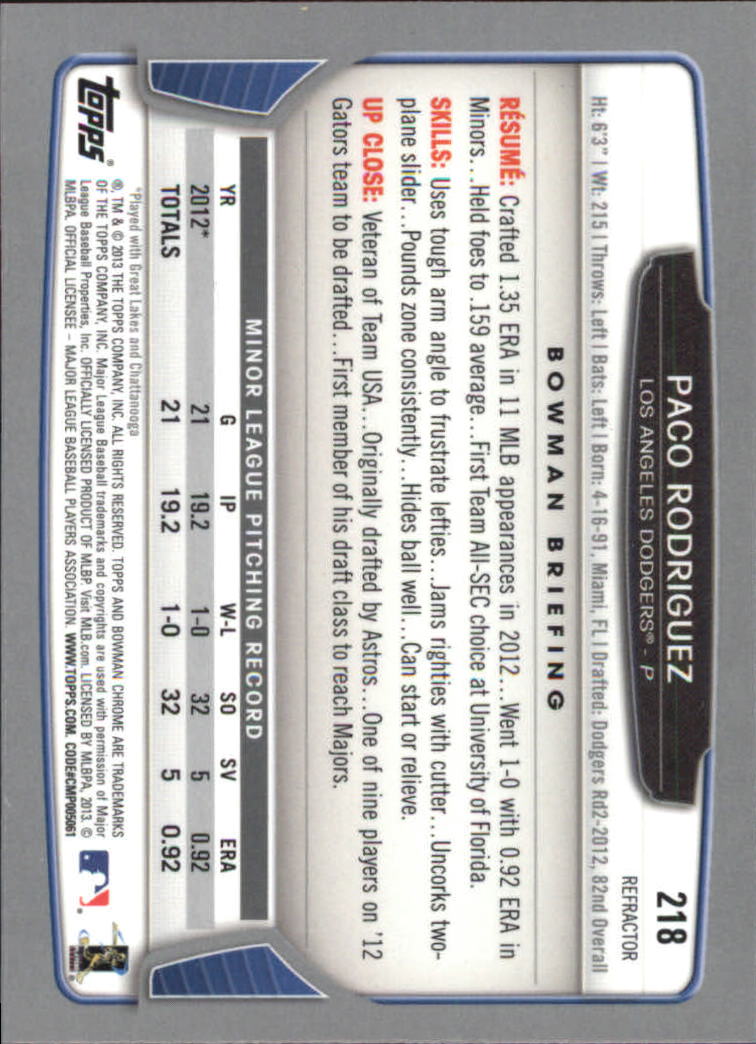 218
REFRACTOR
PACO RODRIGUEZ
LOS ANGELES DODGERS® - P
Ht: 6'3" | Wt: 215 | Throws: Left | Bats: Left | Born: 4-16-91, Miami, FL | Drafted: Dodgers Rd2-2012, 82nd Overall
BOWMAN BRIEFING
RÉSUMÉ: Crafted 1.35 ERA in 11 MLB appearances in 2012...Went 1-0 with 0.92 ERA in
Minors...Held foes to .159 average...First Team All-SEC choice at University of Florida.
SKILLS: Uses tough arm angle to frustrate lefties...Jams righties with cutter...Uncorks two-
plane slider...Pounds zone consistently...Hides ball well...Can start or relieve.
UP CLOSE: Veteran of Team USA...Originally drafted by Astros...One of nine players on '12
Gators team to be drafted...First member of his draft class to reach Majors.
MINOR LEAGUE PITCHING RECORD
YR G IP W-L SO SV ERA
2012* 21 19.2 1-0 32 5 0.92
TOTALS 21 19.2 1-0 32 5 0.92
*Played with Great Lakes and Chattanooga
®, TM & © 2013 THE TOPPS COMPANY, INC. ALL RIGHTS RESERVED. TOPPS AND BOWMAN CHROME ARE TRADEMARKS
OF THE TOPPS COMPANY, INC. Major League Baseball trademarks and copyrights are used with permission of Major
League Baseball Properties, Inc. OFFICIALLY LICENSED PRODUCT OF MLBP. Visit MLB.com. LICENSED BY MLBPA, 2013. ©
MLBPA. OFFICIAL LICENSEE – MAJOR LEAGUE BASEBALL PLAYERS ASSOCIATION. WWW.TOPPS.COM. CODE#CMP005061
topps®